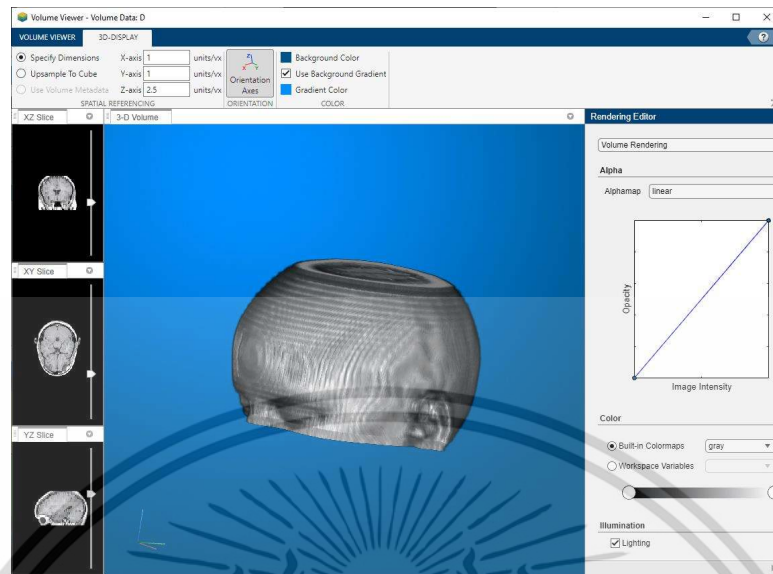 Volume Viewer - Volume Data: D
VOLUME VIEWER 3D-DISPLAY
Specify Dimensions X-axis 1 units/vx
Upsample To Cube Y-axis 1 units/vx
Use Volume Metadata Z-axis 2.5 units/vx
SPATIAL REFERENCING
Orientation
Axes
ORIENTATION
Background Color
Use Background Gradient
Gradient Color
COLOR
XZ Slice
3-D Volume
XY Slice
YZ Slice
Rendering Editor
Volume Rendering
Alpha
Alphamap linear
Opacity
Image Intensity
Color
Built-in Colormaps gray
Workspace Variables
Illumination
Lighting